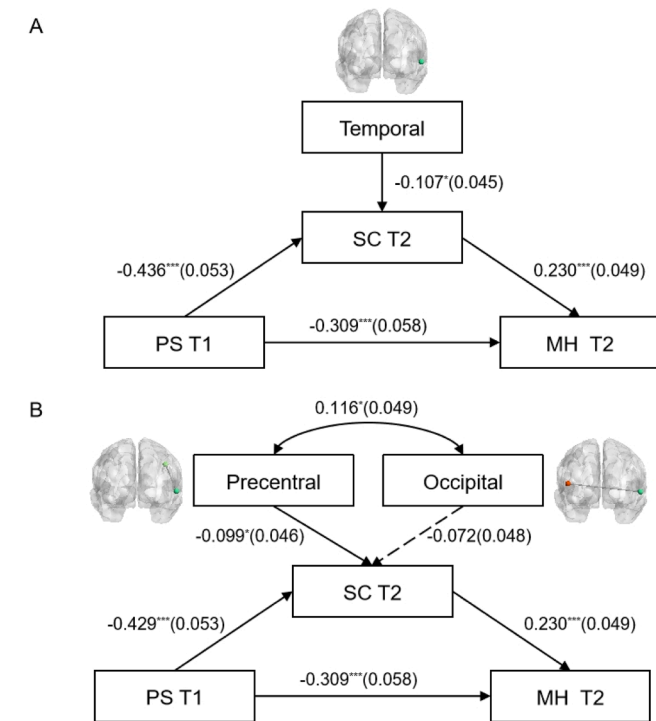 A
Temporal
-0.107*(0.045)
SC T2
-0.436***(0.053)
0.230***(0.049)
-0.309***(0.058)
PS T1
MH T2
B
0.116*(0.049)
Precentral
Occipital
-0.099*(0.046)
-0.072(0.048)
SC T2
-0.429***(0.053)
0.230***(0.049)
-0.309***(0.058)
PS T1
MH T2